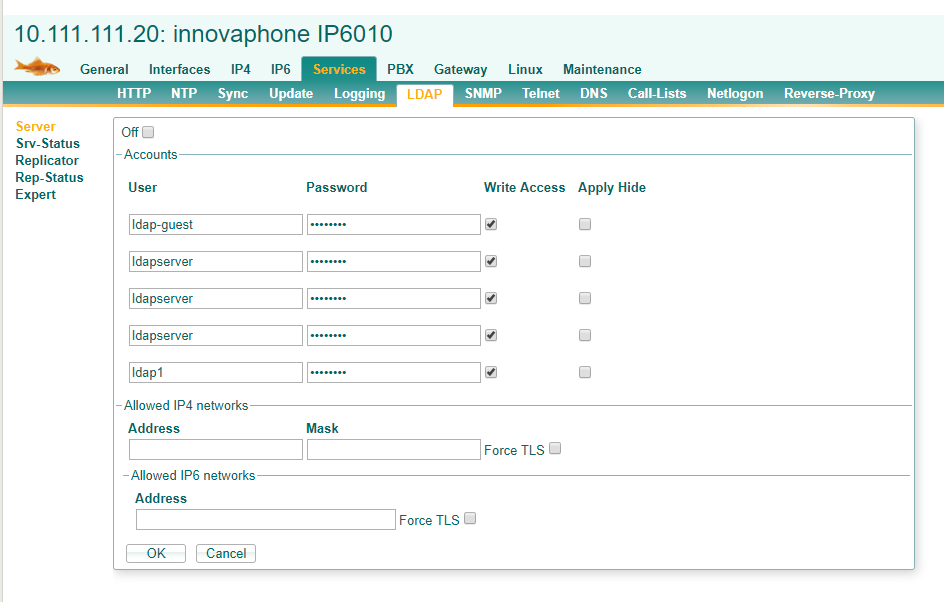 10.111.111.20: innovaphone IP6010
General Interfaces IP4 IP6 Services PBX Gateway Linux Maintenance
HTTP NTP Sync Update Logging LDAP SNMP Telnet DNS Call-Lists Netlogon Reverse-Proxy
Server
Srv-Status
Replicator
Rep-Status
Expert
Off
Accounts
User Password Write Access Apply Hide
ldap-guest ••••••••
ldapserver ••••••••
ldapserver ••••••••
ldapserver ••••••••
ldap1 ••••••••
Allowed IP4 networks
Address Mask
Force TLS
Allowed IP6 networks
Address
Force TLS
OK Cancel